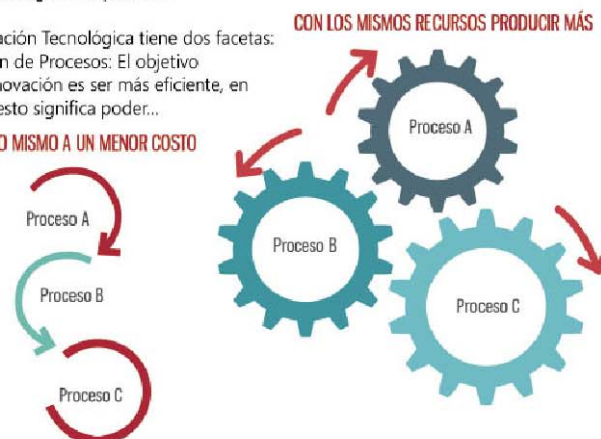 ación Tecnológica tiene dos facetas:
n de Procesos: El objetivo
novación es ser más eficiente, en
esto significa poder...
O MISMO A UN MENOR COSTO
Proceso A
Proceso B
Proceso C
CON LOS MISMOS RECURSOS PRODUCIR MÁS
Proceso A
Proceso B
Proceso C